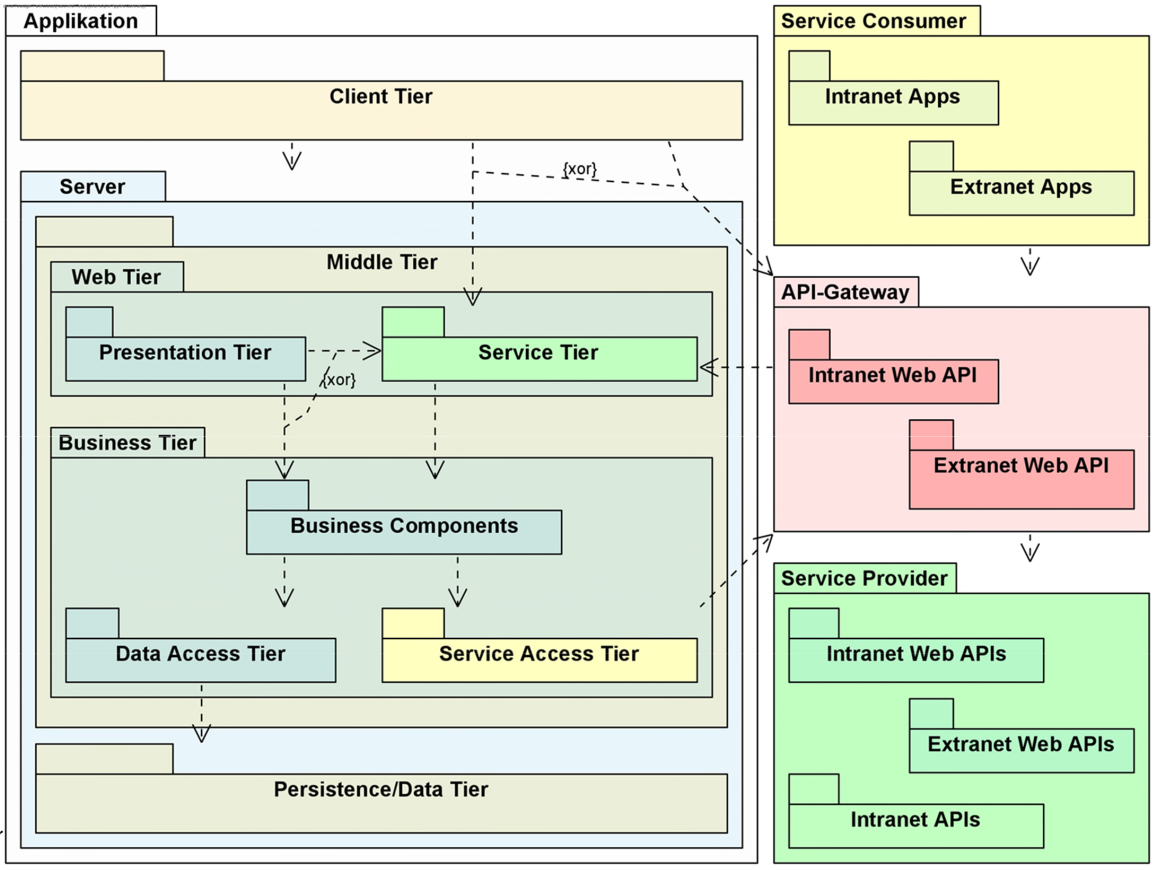 Applikation
Client Tier
{xor}
Server
Middle Tier
Web Tier
Presentation Tier
Service Tier
{xor}
Business Tier
Business Components
Data Access Tier
Service Access Tier
Persistence/Data Tier
Service Consumer
Intranet Apps
Extranet Apps
API-Gateway
Intranet Web API
Extranet Web API
Service Provider
Intranet Web APIs
Extranet Web APIs
Intranet APIs